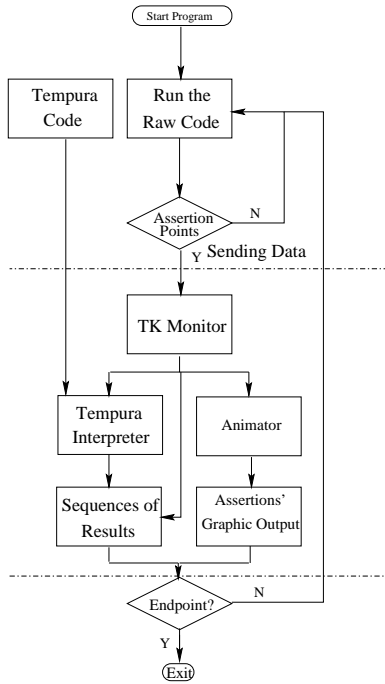 Start Program
Tempura
Code
Run the
Raw Code
Assertion
Points
N
Y
Sending Data
TK Monitor
Tempura
Interpreter
Animator
Sequences of
Results
Assertions'
Graphic Output
Endpoint?
N
Y
Exit